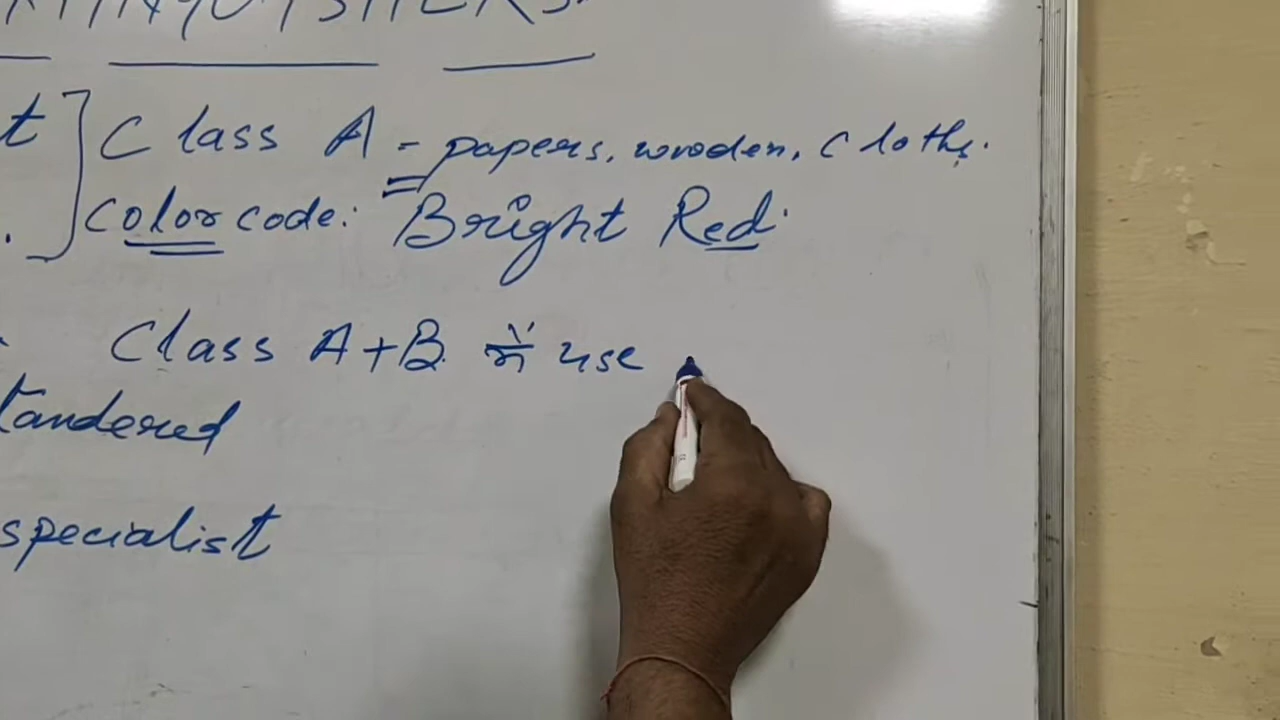 t ] Class A = papers, wooden, cloths.
. color code: Bright Red
Class A+B में use
tandered
specialist